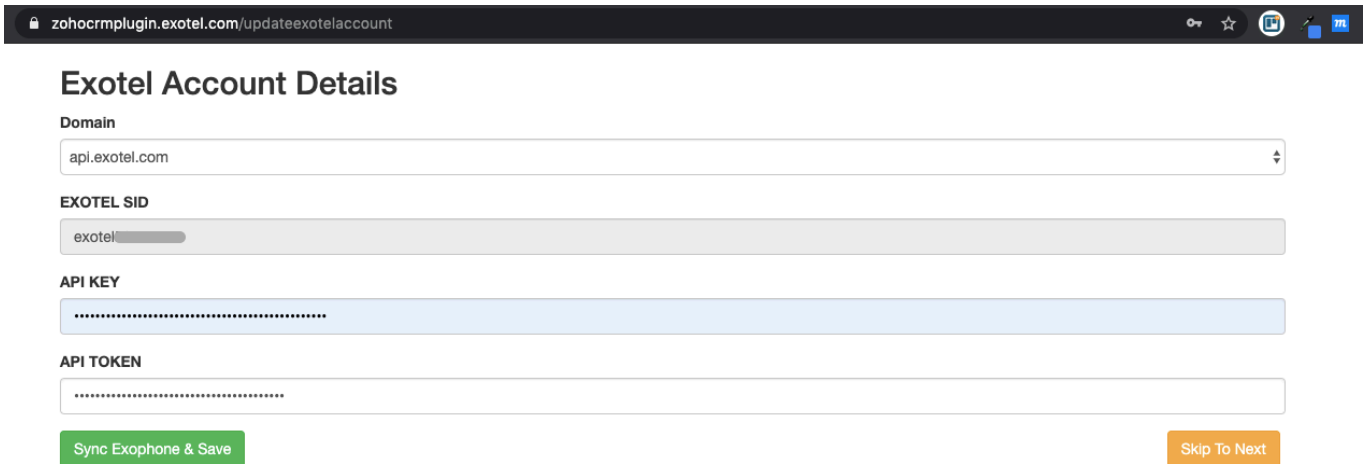 zohocrmplugin.exotel.com/updateexotelaccount
Exotel Account Details
Domain
api.exotel.com
EXOTEL SID
exotel
API KEY
API TOKEN
Sync Exophone & Save
Skip To Next